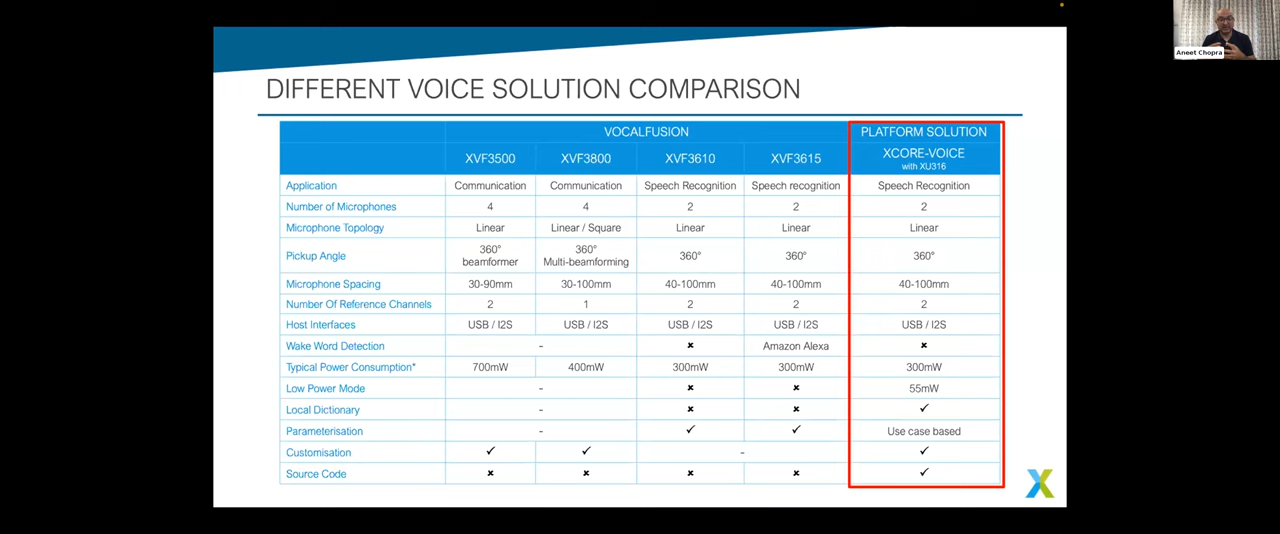 Aneet Chopra
DIFFERENT VOICE SOLUTION COMPARISON
VOCALFUSION PLATFORM SOLUTION
XVF3500 XVF3800 XVF3610 XVF3615 XCORE-VOICE
with XU316
Application Communication Communication Speech Recognition Speech recognition Speech Recognition
Number of Microphones 4 4 2 2 2
Microphone Topology Linear Linear / Square Linear Linear Linear
Pickup Angle 360° beamformer 360° Multi-beamforming 360° 360° 360°
Microphone Spacing 30-90mm 30-100mm 40-100mm 40-100mm 40-100mm
Number Of Reference Channels 2 1 2 2 2
Host Interfaces USB / I2S USB / I2S USB / I2S USB / I2S USB / I2S
Wake Word Detection - ✖ Amazon Alexa ✖
Typical Power Consumption* 700mW 400mW 300mW 300mW 300mW
Low Power Mode - ✖ ✖ 55mW
Local Dictionary - ✖ ✖ ✓
Parameterisation - ✓ ✓ Use case based
Customisation ✓ ✓ - ✓
Source Code ✖ ✖ ✖ ✖ ✓